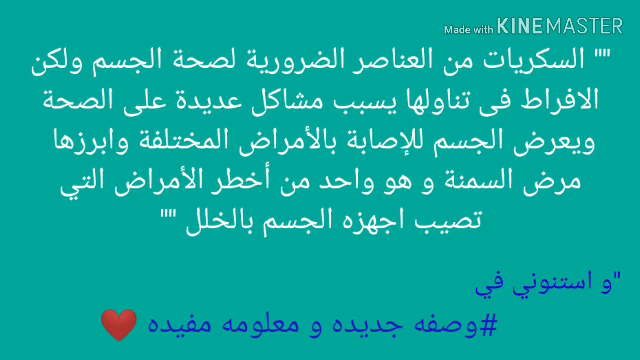 Made with KINEMASTER
"" السكريات من العناصر الضرورية لصحة الجسم ولكن
الافراط فى تناولها يسبب مشاكل عديدة على الصحة
ويعرض الجسم للإصابة بالأمراض المختلفة وابرزها
مرض السمنة و هو واحد من أخطر الأمراض التي
تصيب اجهزه الجسم بالخلل ""
"و استنوني في
#وصفه جديده و معلومه مفيده ❤